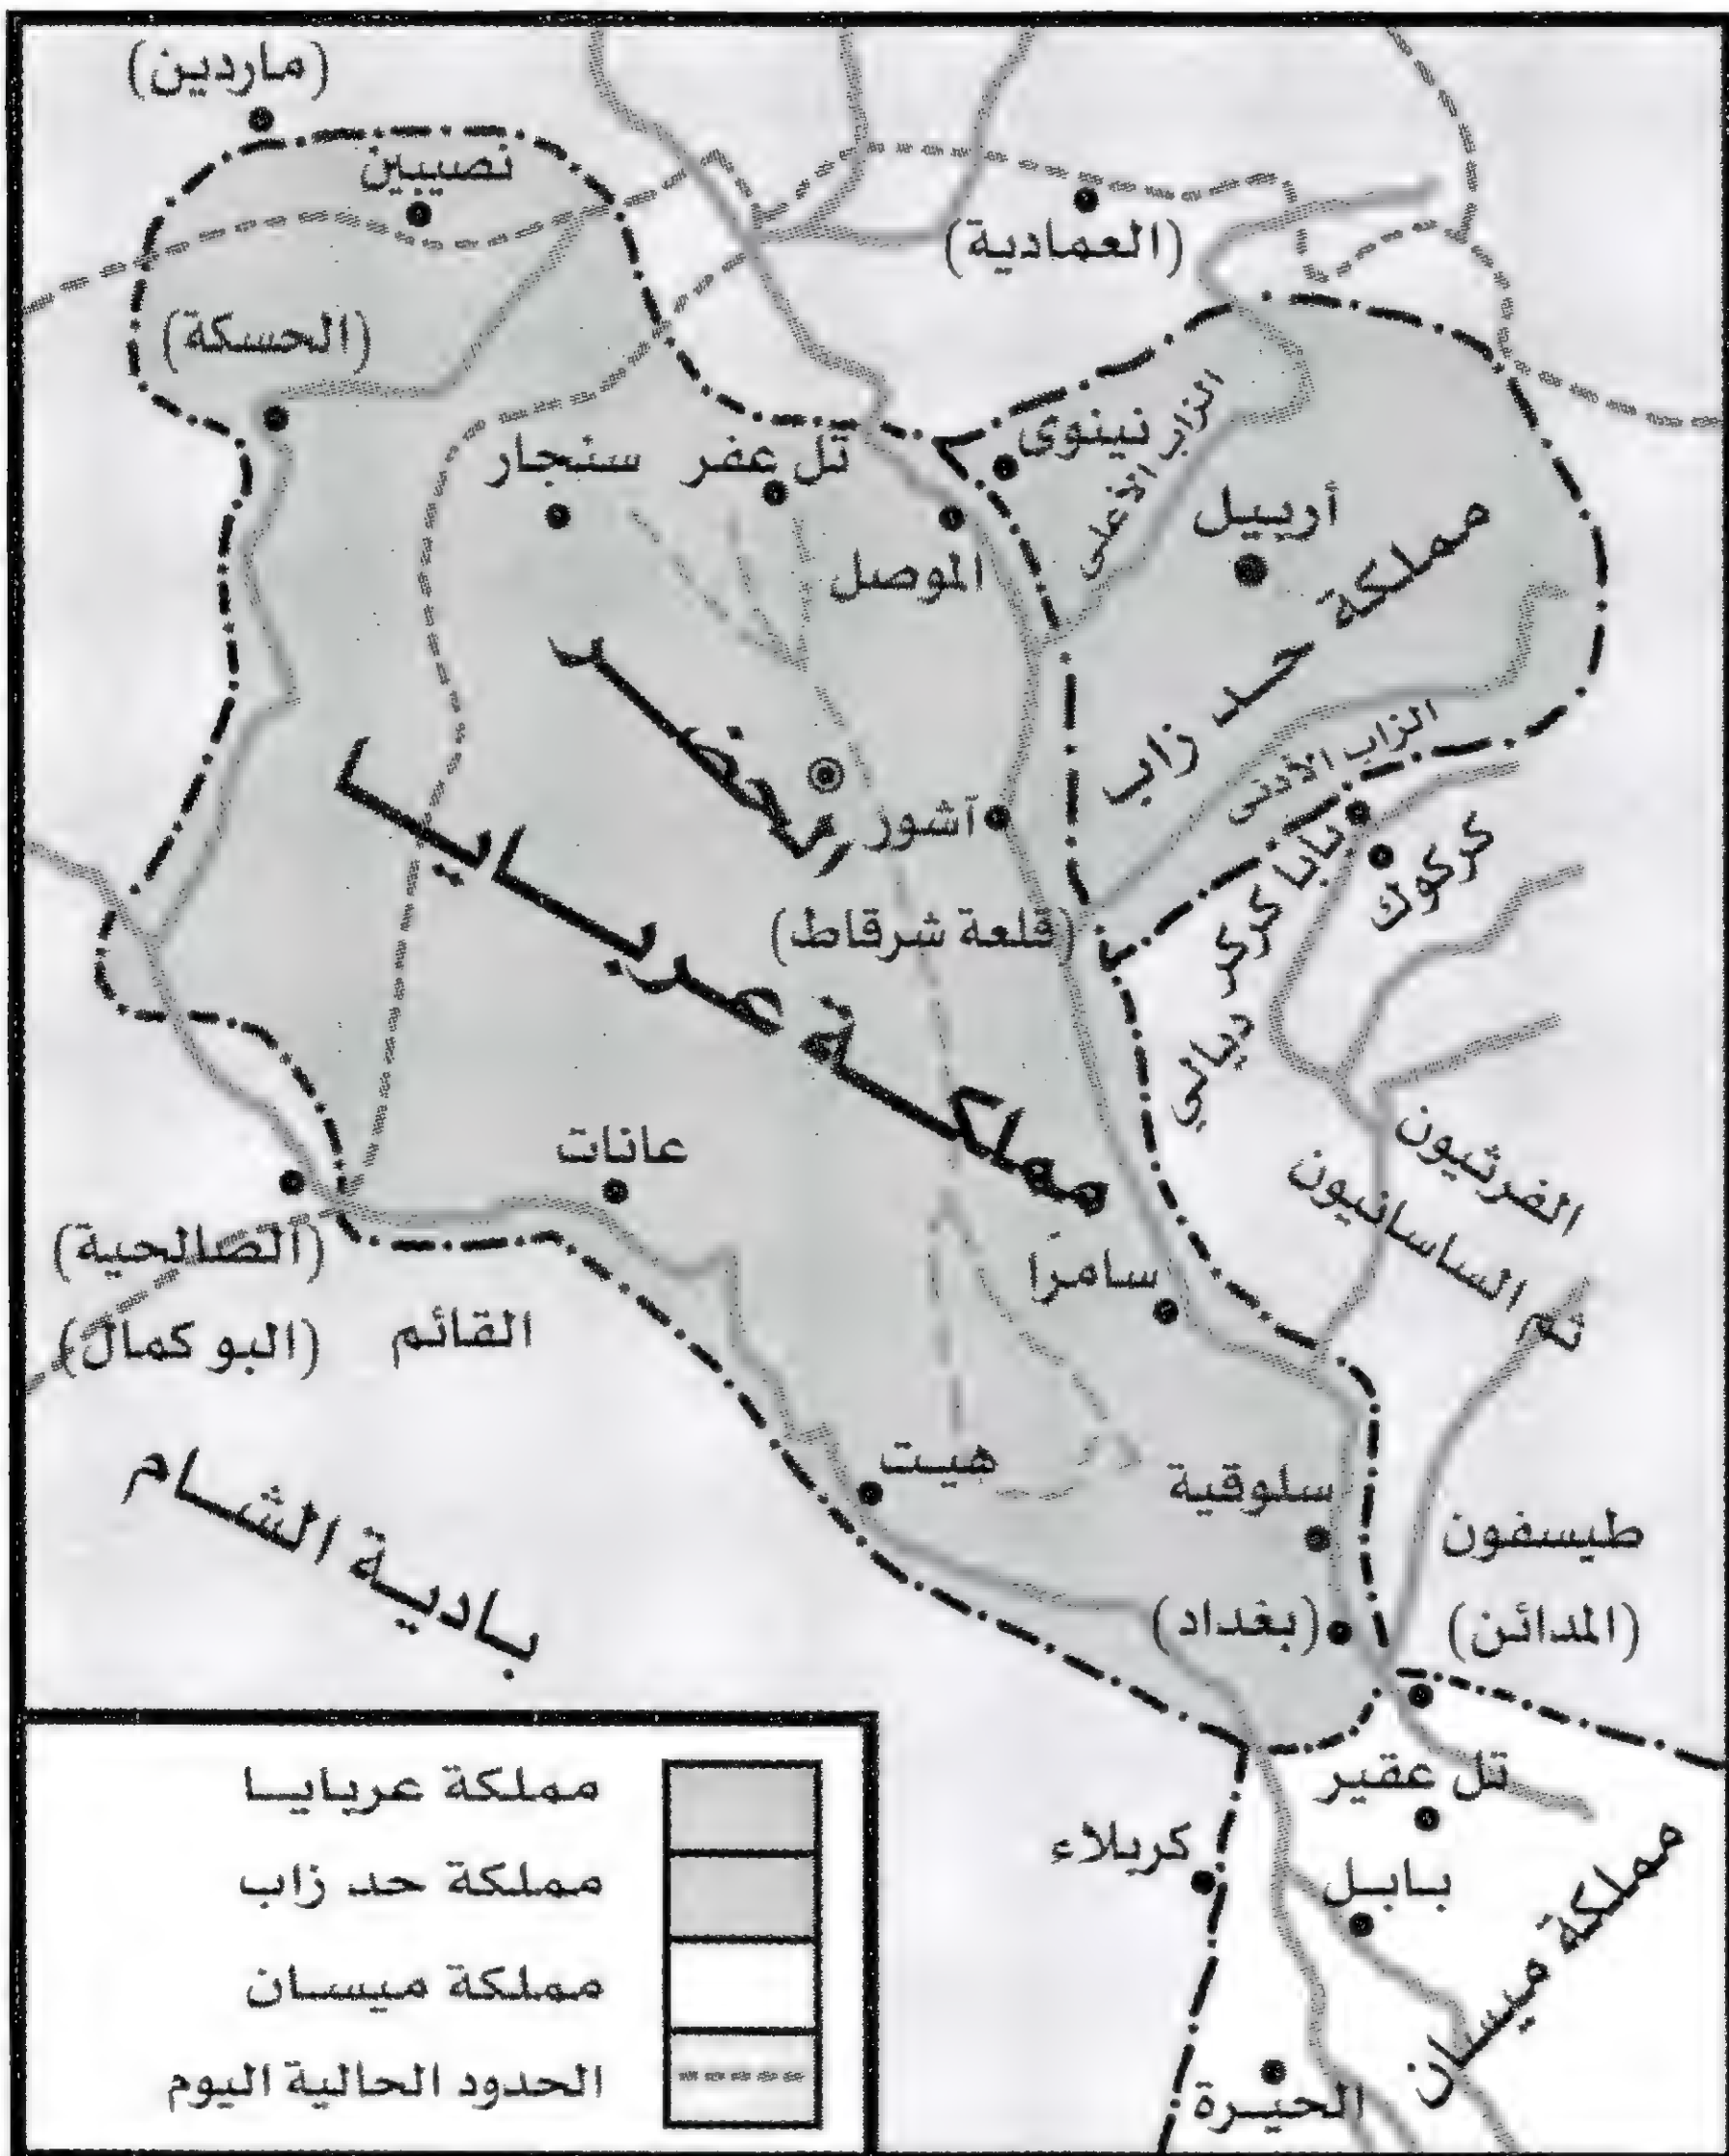 (ماردين)
نصيبين
(العمادية)
(الحسكة)
الزاب الأعلى
نينوى
تل عفر
سنجار
أربيل
الموصل
مملكة حد زاب
الزاب الأدنى
آشور
كركوك
بابا كركر ديالي
(قلعة شرقاط)
مملكة عربايا
عانات
الفرثيون
ثم الساسانيون
(الصالحية)
سامرا
القائم
(البو كمال)
هيت
سلوقية
بادية الشام
طيسفون
(المدائن)
(بغداد)
تل عقير
كربلاء
بابل
مملكة ميسان
الحيرة
مملكة عربايا
مملكة حد زاب
مملكة ميسان
الحدود الحالية اليوم